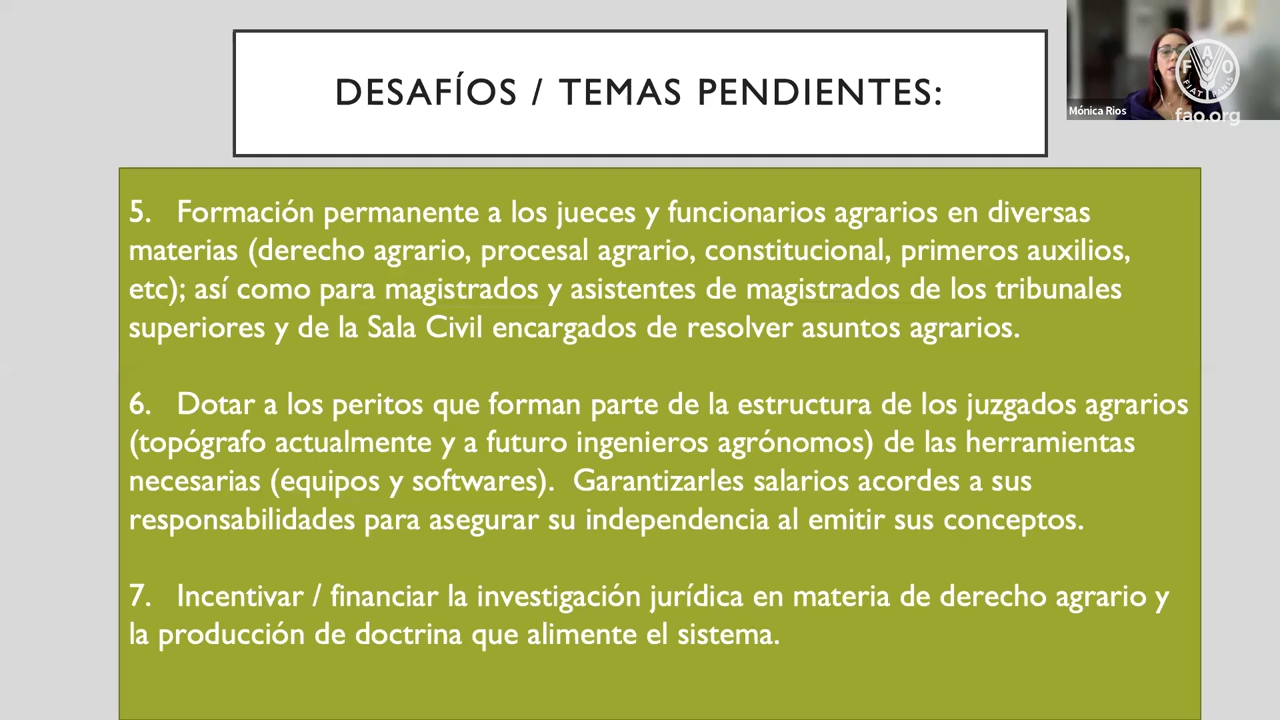 DESAFÍOS / TEMAS PENDIENTES:
Mónica Rios
F A O
FIAT PANIS
fao.org
5. Formación permanente a los jueces y funcionarios agrarios en diversas
materias (derecho agrario, procesal agrario, constitucional, primeros auxilios,
etc); así como para magistrados y asistentes de magistrados de los tribunales
superiores y de la Sala Civil encargados de resolver asuntos agrarios.
6. Dotar a los peritos que forman parte de la estructura de los juzgados agrarios
(topógrafo actualmente y a futuro ingenieros agrónomos) de las herramientas
necesarias (equipos y softwares). Garantizarles salarios acordes a sus
responsabilidades para asegurar su independencia al emitir sus conceptos.
7. Incentivar / financiar la investigación jurídica en materia de derecho agrario y
la producción de doctrina que alimente el sistema.